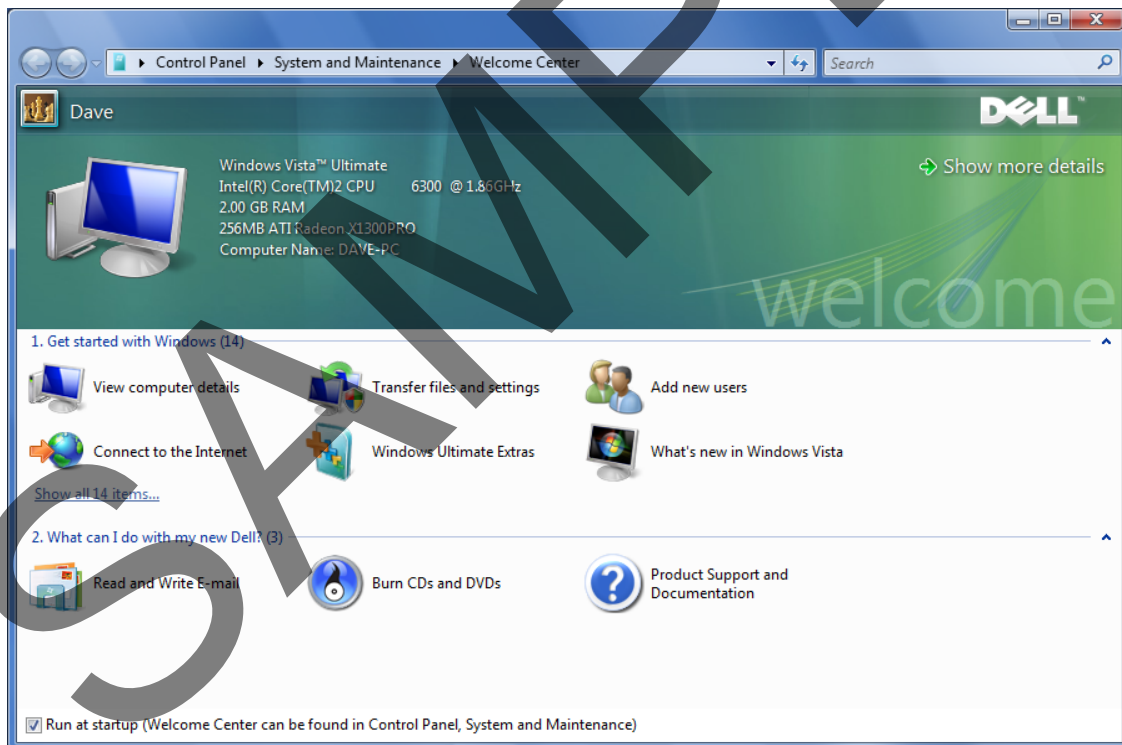 Control Panel ▸ System and Maintenance ▸ Welcome Center
Search
Dave
DELL™
Windows Vista™ Ultimate
Show more details
Intel(R) Core(TM)2 CPU 6300 @ 1.86GHz
2.00 GB RAM
256MB ATI Radeon X1300PRO
Computer Name: DAVE-PC
welcome
1. Get started with Windows (14)
View computer details
Transfer files and settings
Add new users
Connect to the Internet
Windows Ultimate Extras
What's new in Windows Vista
Show all 14 items...
2. What can I do with my new Dell? (3)
Read and Write E-mail
Burn CDs and DVDs
Product Support and
Documentation
Run at startup (Welcome Center can be found in Control Panel, System and Maintenance)